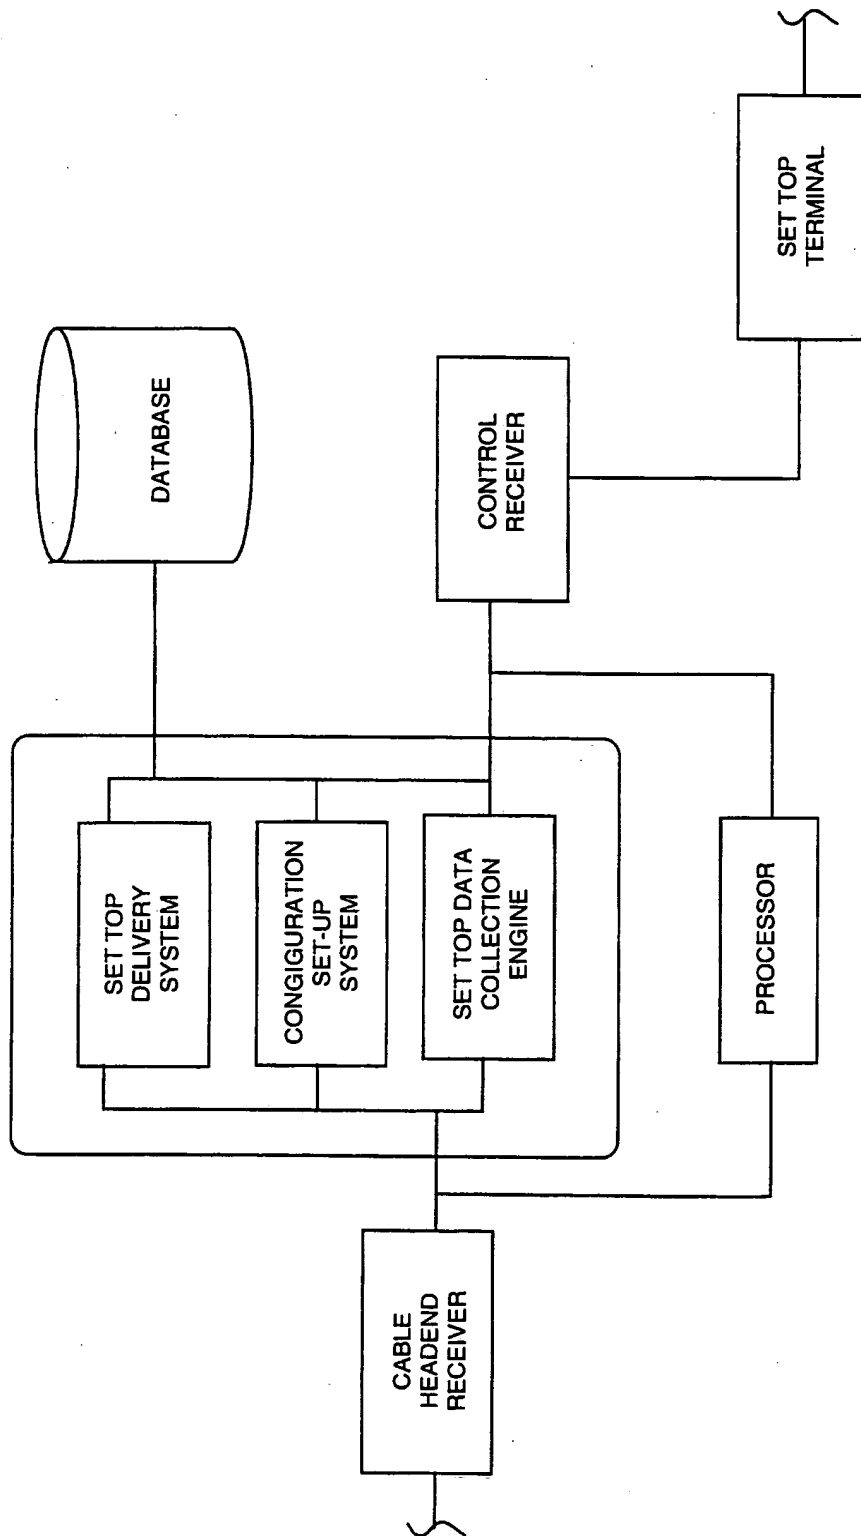 CABLE
HEADEND
RECEIVER
SET TOP
DELIVERY
SYSTEM
CONGIGURATION
SET-UP
SYSTEM
SET TOP DATA
COLLECTION
ENGINE
PROCESSOR
DATABASE
CONTROL
RECEIVER
SET TOP
TERMINAL